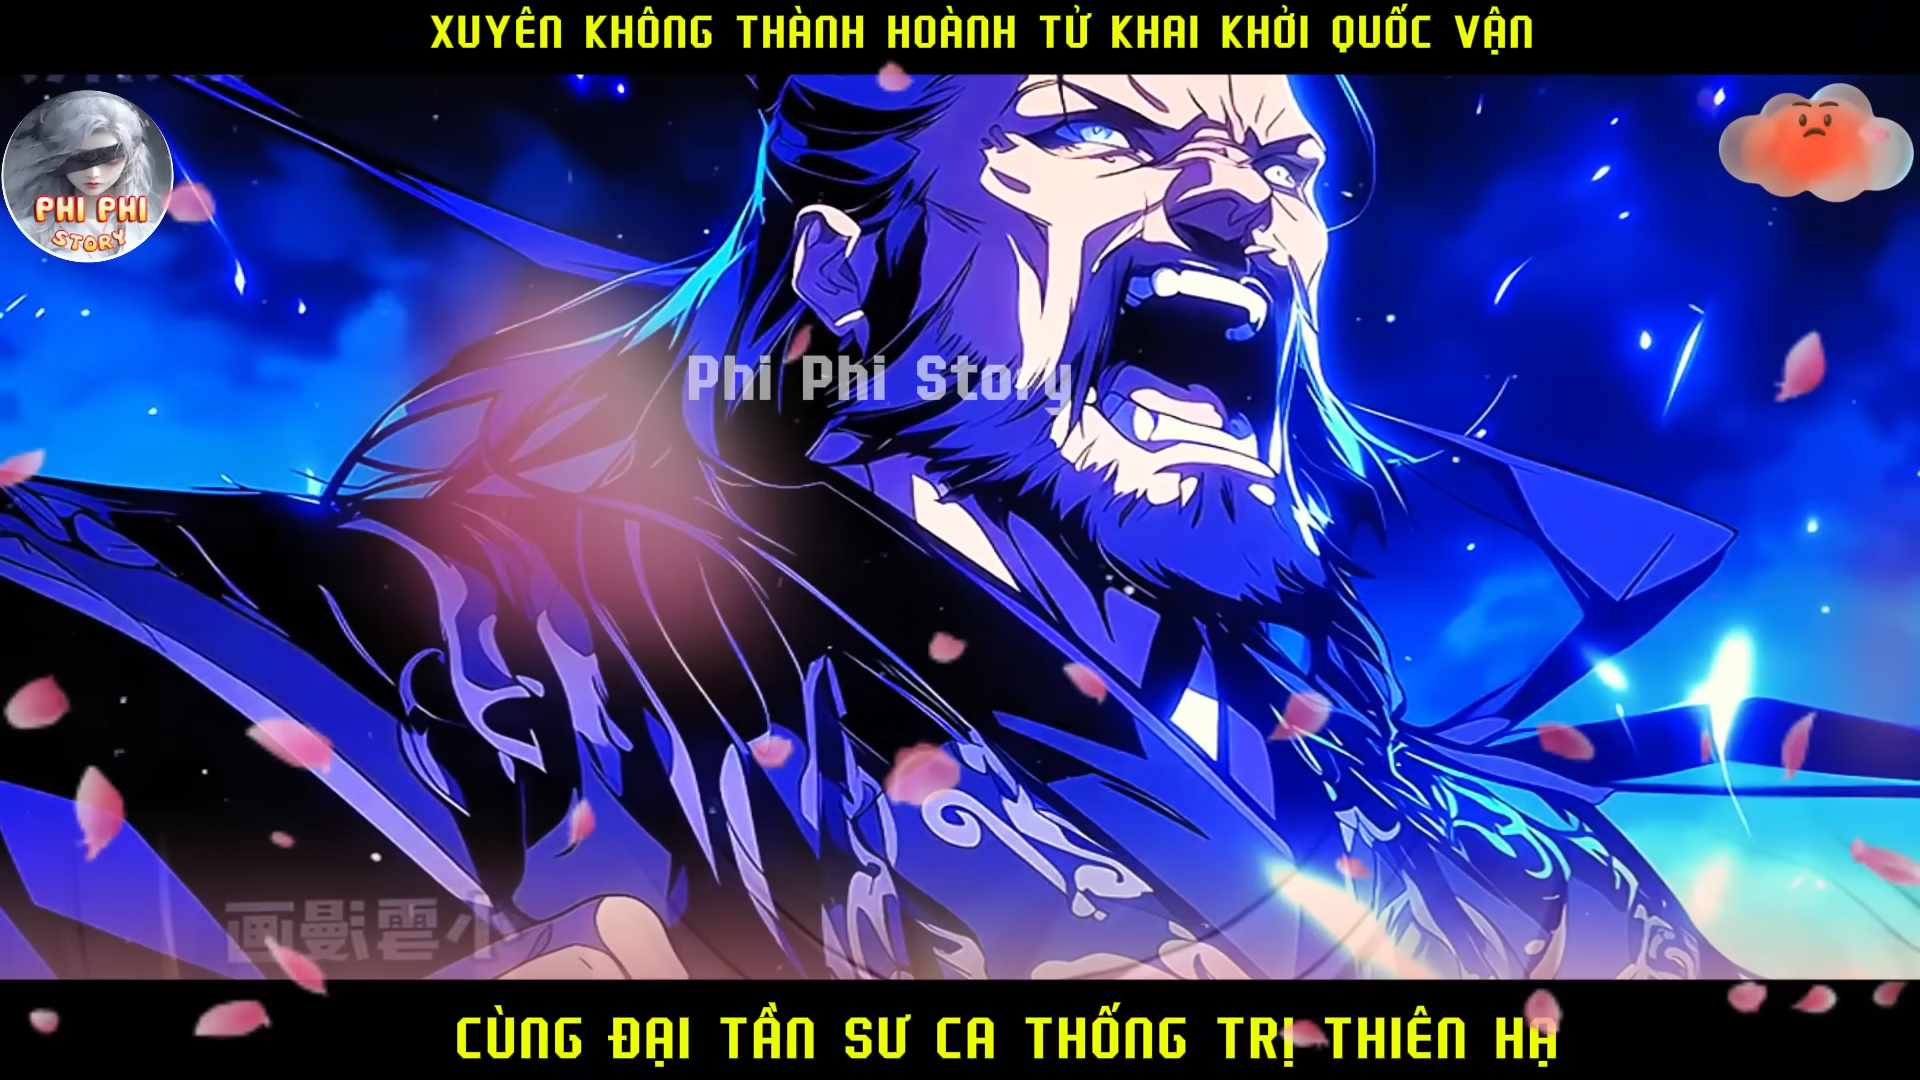 XUYÊN KHÔNG THÀNH HOÀNH TỬ KHAI KHỞI QUỐC VẬN
PHI PHI
STORY
Phi Phi Story
CÙNG ĐẠI TẦN SƯ CA THỐNG TRỊ THIÊN HẠ